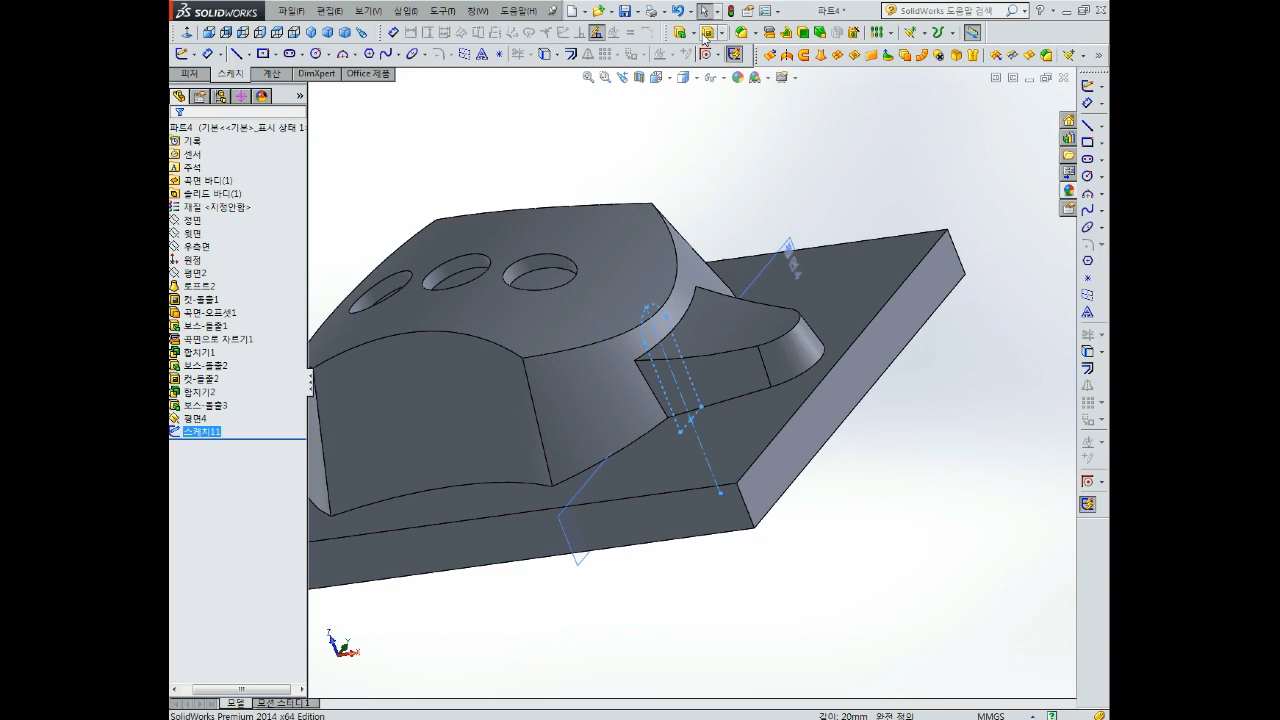 SOLIDWORKS 파일(F) 편집(E) 보기(V) 삽입(I) 도구(T) 창(W) 도움말(H) 파트4 * SolidWorks 도움말 검색
피처 스케치 계산 DimXpert Office 제품
파트4 (기본<<기본>_표시 상태 1>
기록
센서
주석
곡면 바디(1)
솔리드 바디(1)
재질 <지정안함>
정면
윗면
우측면
원점
평면2
로프트2
컷-돌출1
곡면-오프셋1
보스-돌출1
곡면으로 자르기1
합치기1
보스-돌출2
컷-돌출2
합치기2
보스-돌출3
평면4
스케치11
Z
Y
X
모델 모션 스터디 1
SolidWorks Premium 2014 x64 Edition 깊이: 20mm 완전 정의 MMGS